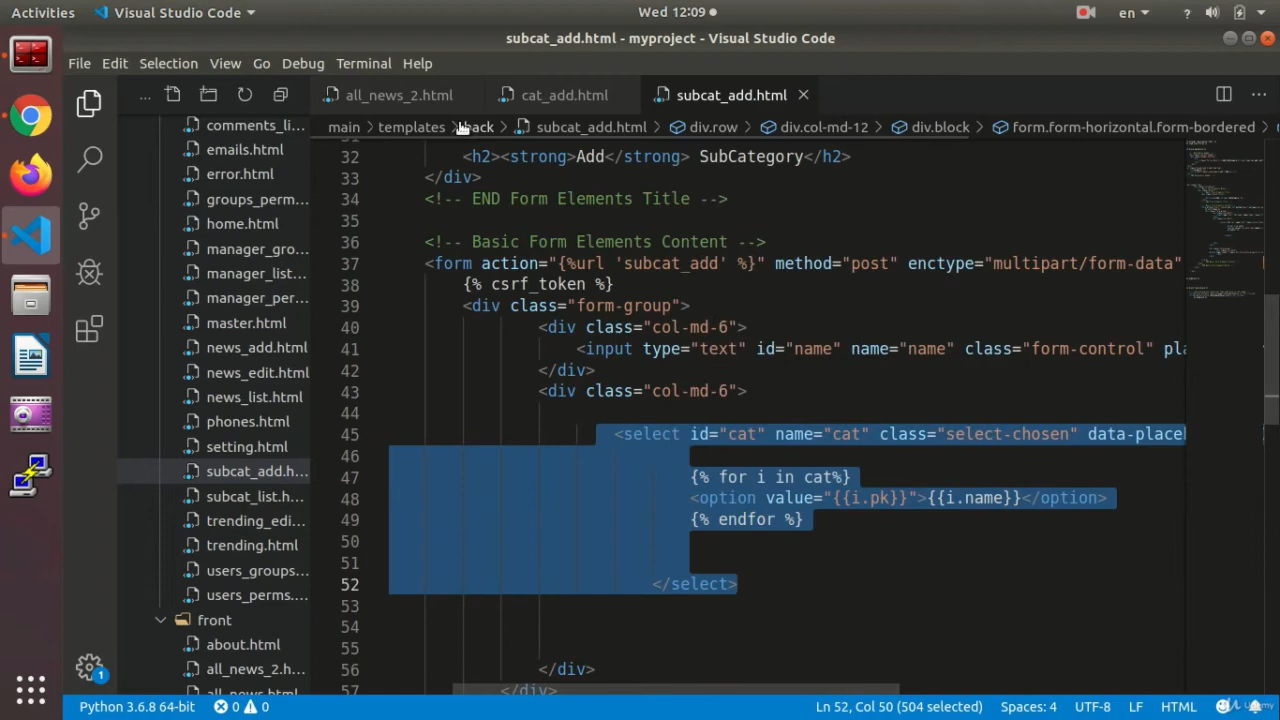 Activities Visual Studio Code Wed 12:09 en ?
subcat_add.html - myproject - Visual Studio Code
File Edit Selection View Go Debug Terminal Help
... all_news_2.html cat_add.html subcat_add.html
main > templates > back > subcat_add.html > div.row > div.col-md-12 > div.block > form.form-horizontal.form-bordered >
comments_li...
emails.html
error.html
groups_perm...
home.html
manager_gro...
manager_list...
manager_per...
master.html
news_add.html
news_edit.html
news_list.html
phones.html
setting.html
subcat_add.h...
subcat_list.h...
trending_edi...
trending.html
users_groups...
users_perms....
front
about.html
all_news_2.h...
all_news.html
31
32 <h2><strong>Add</strong> SubCategory</h2>
33 </div>
34 <!-- END Form Elements Title -->
35
36 <!-- Basic Form Elements Content -->
37 <form action="{%url 'subcat_add' %}" method="post" enctype="multipart/form-data"
38 {% csrf_token %}
39 <div class="form-group">
40 <div class="col-md-6">
41 <input type="text" id="name" name="name" class="form-control" pla
42 </div>
43 <div class="col-md-6">
44
45 <select id="cat" name="cat" class="select-chosen" data-placeh
46
47 {% for i in cat%}
48 <option value="{{i.pk}}">{{i.name}}</option>
49 {% endfor %}
50
51
52 </select>
53
54
55
56 </div>
57 </div>
1
Python 3.6.8 64-bit 0 0 Ln 52, Col 50 (504 selected) Spaces: 4 UTF-8 LF HTML
Udemy